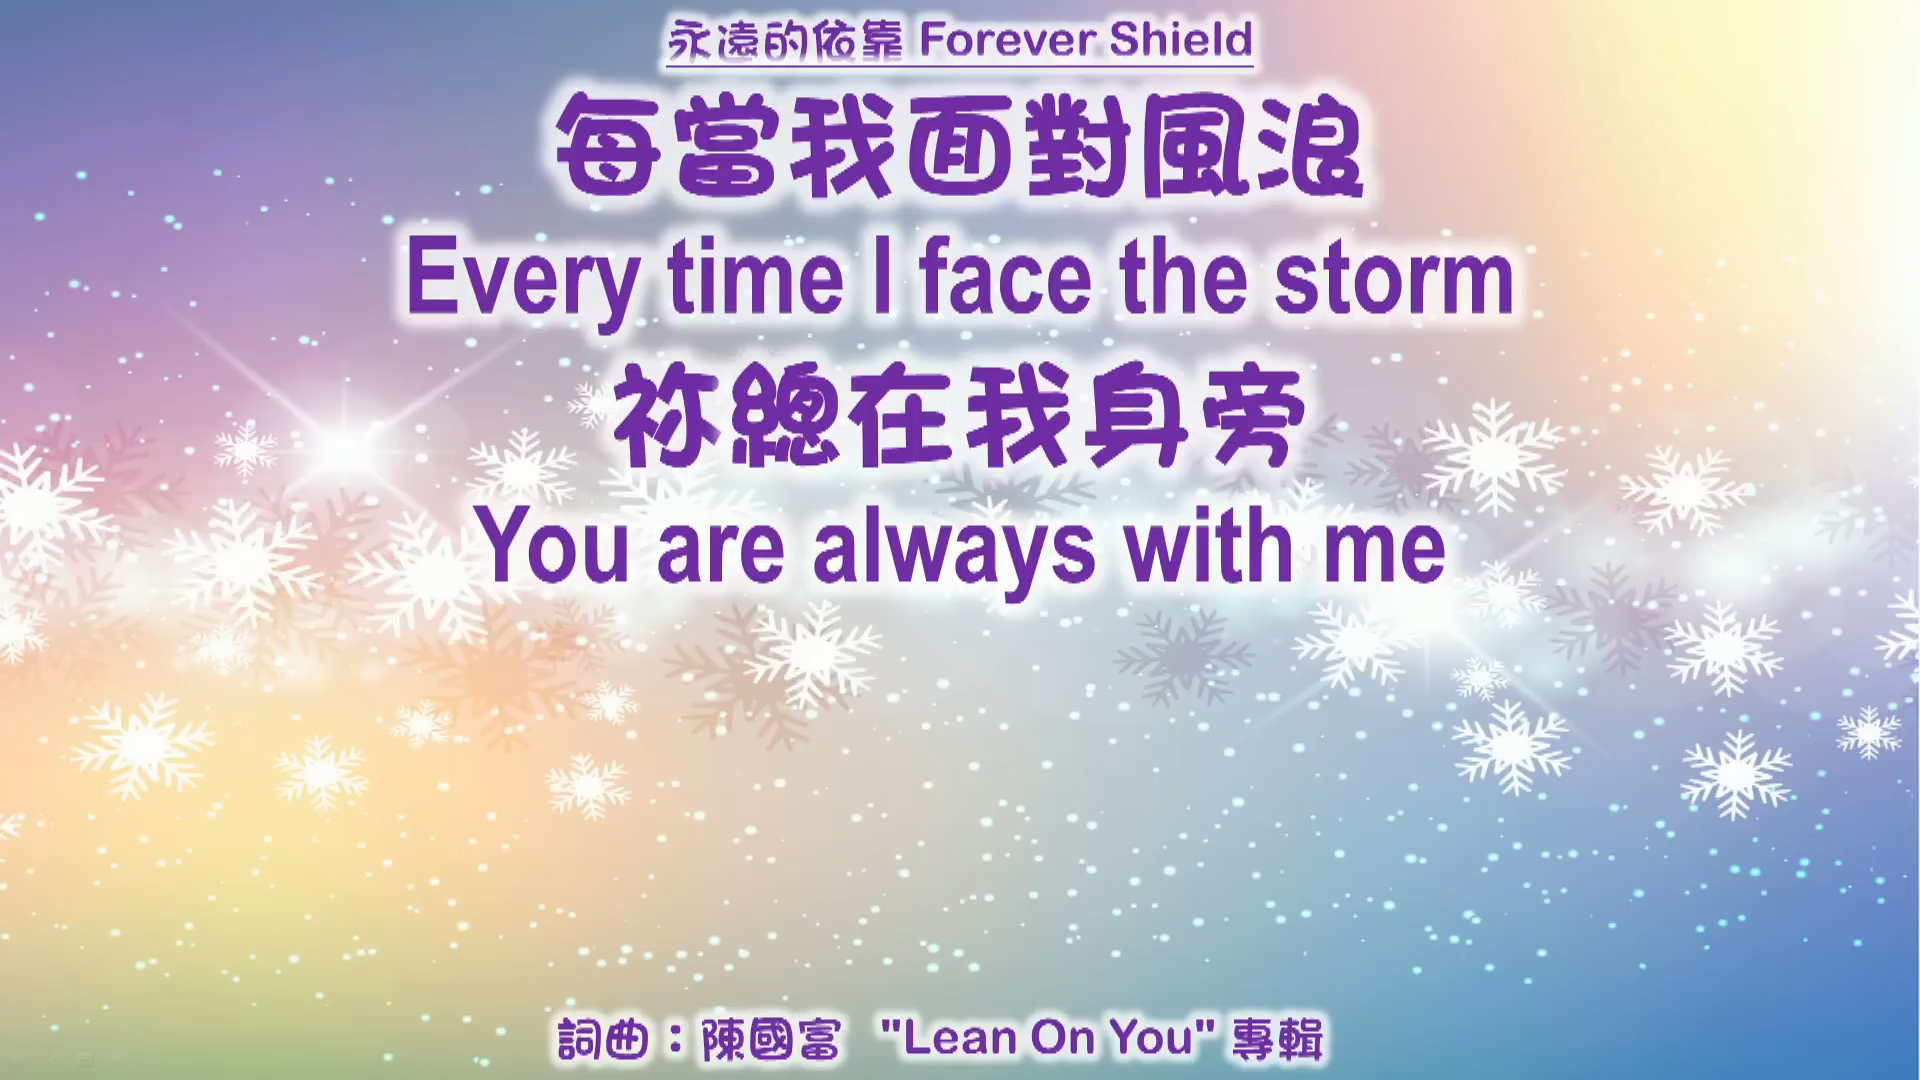 永遠的依靠 Forever Shield
每當我面對風浪
Every time I face the storm
祢總在我身旁
You are always with me
詞曲：陳國富 "Lean On You" 專輯